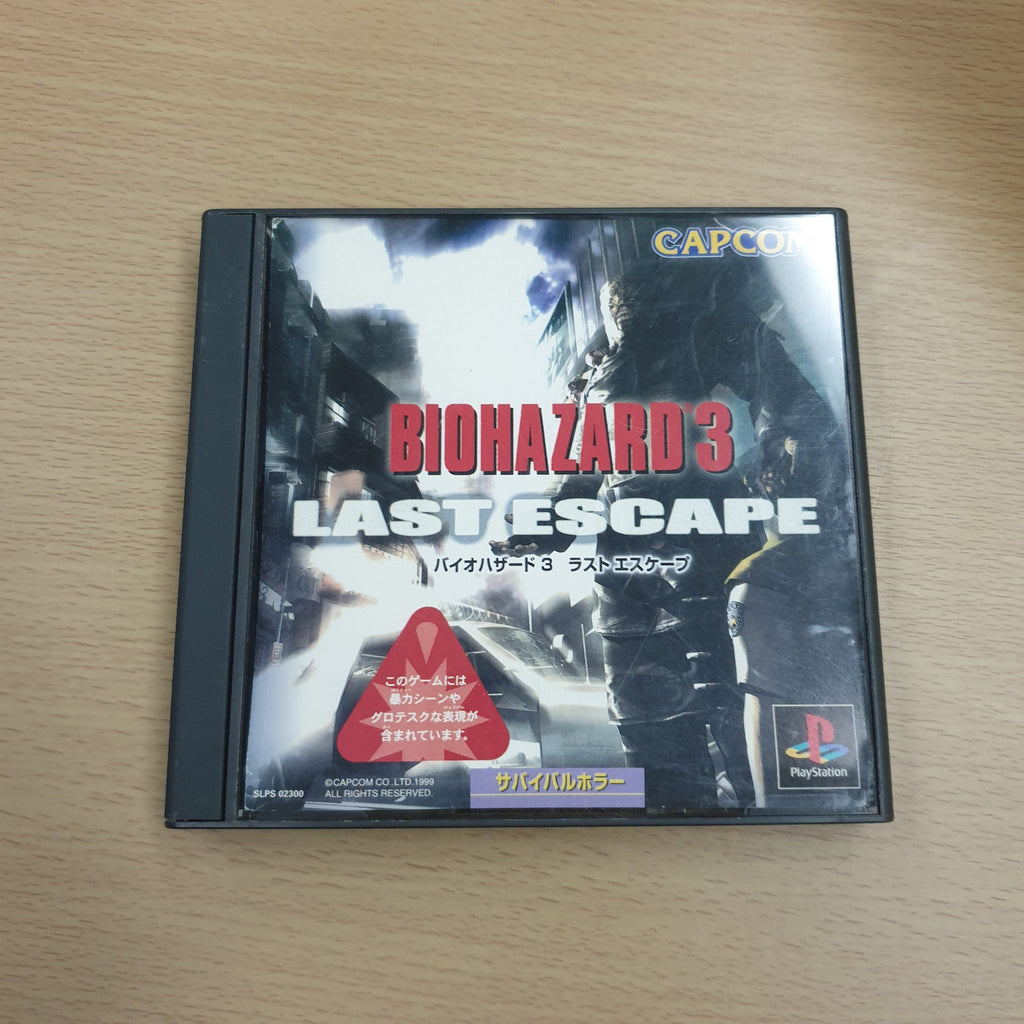 CAPCOM
BIOHAZARD 3
LAST ESCAPE
バイオハザード3 ラスト エスケープ
このゲームには
暴力シーンや
グロテスクな表現が
含まれています。
©CAPCOM CO.,LTD.1999
ALL RIGHTS RESERVED.
SLPS 02300
サバイバルホラー
PlayStation